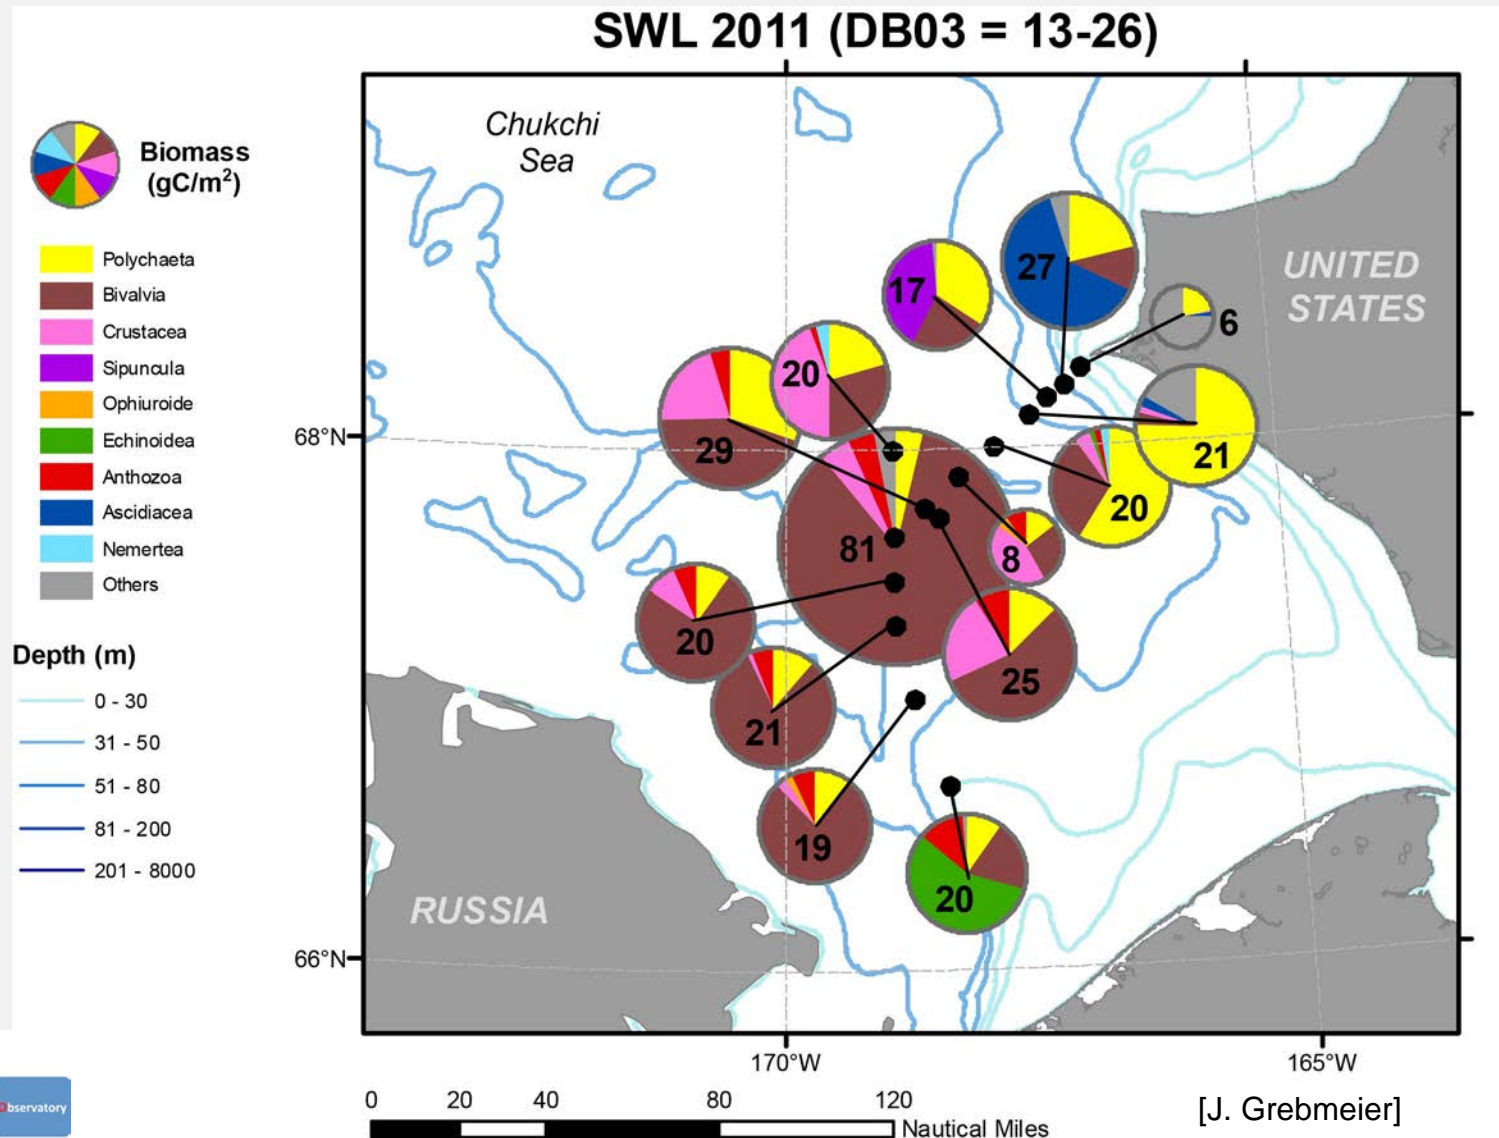 SWL 2011 (DB03 = 13-26)
Biomass
(gC/m²)
Polychaeta
Bivalvia
Crustacea
Sipuncula
Ophiuroide
Echinoidea
Anthozoa
Ascidiacea
Nemertea
Others
Depth (m)
0 - 30
31 - 50
51 - 80
81 - 200
201 - 8000
Chukchi
Sea
UNITED
STATES
RUSSIA
27
17
6
20
29
21
20
81
8
20
25
21
19
20
68°N
66°N
170°W
165°W
0 20 40 80 120
Nautical Miles
[J. Grebmeier]
bservatory